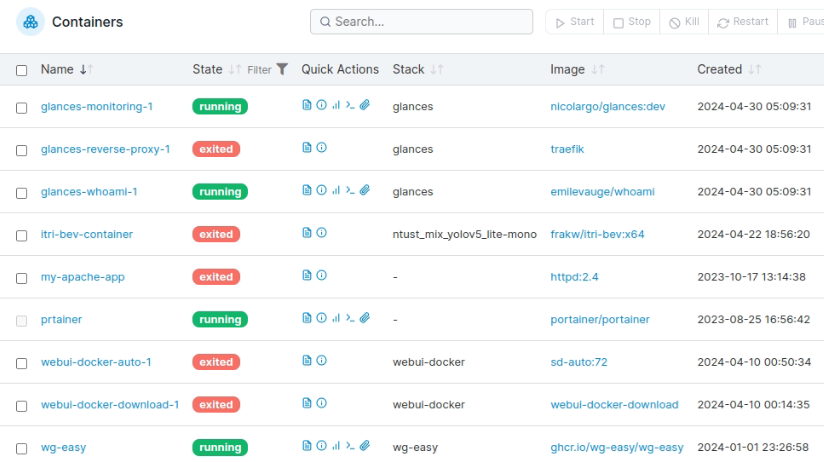 Containers Search... Start Stop Kill Restart
Name State Filter Quick Actions Stack Image Created
glances-monitoring-1 running glances nicolargo/glances:dev 2024-04-30 05:09:31
glances-reverse-proxy-1 exited glances traefik 2024-04-30 05:09:31
glances-whoami-1 running glances emilevauge/whoami 2024-04-30 05:09:31
itri-bev-container exited ntust_mix_yolov5_lite-mono frakw/itri-bev:x64 2024-04-22 18:56:20
my-apache-app exited - httpd:2.4 2023-10-17 13:14:38
prtainer running - portainer/portainer 2023-08-25 16:56:42
webui-docker-auto-1 exited webui-docker sd-auto:72 2024-04-10 00:50:34
webui-docker-download-1 exited webui-docker webui-docker-download 2024-04-10 00:14:35
wg-easy running wg-easy ghcr.io/wg-easy/wg-easy 2024-01-01 23:26:58